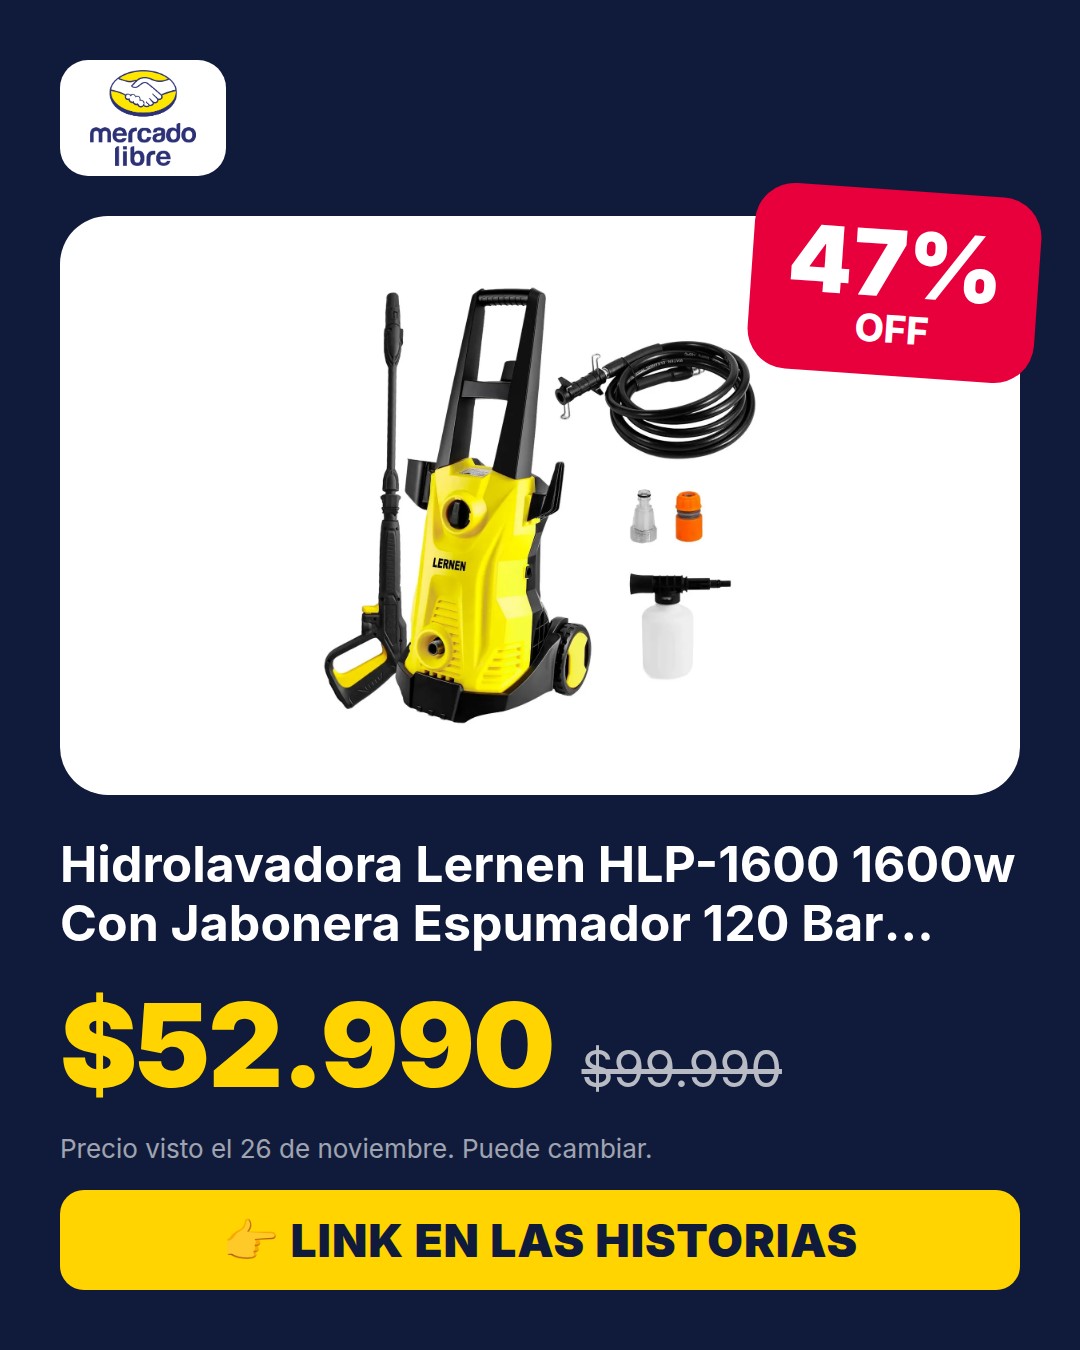 mercado
libre
47%
OFF
LERNEN
Hidrolavadora Lernen HLP-1600 1600w
Con Jabonera Espumador 120 Bar...
$52.990 $99.990
Precio visto el 26 de noviembre. Puede cambiar.
👉 LINK EN LAS HISTORIAS